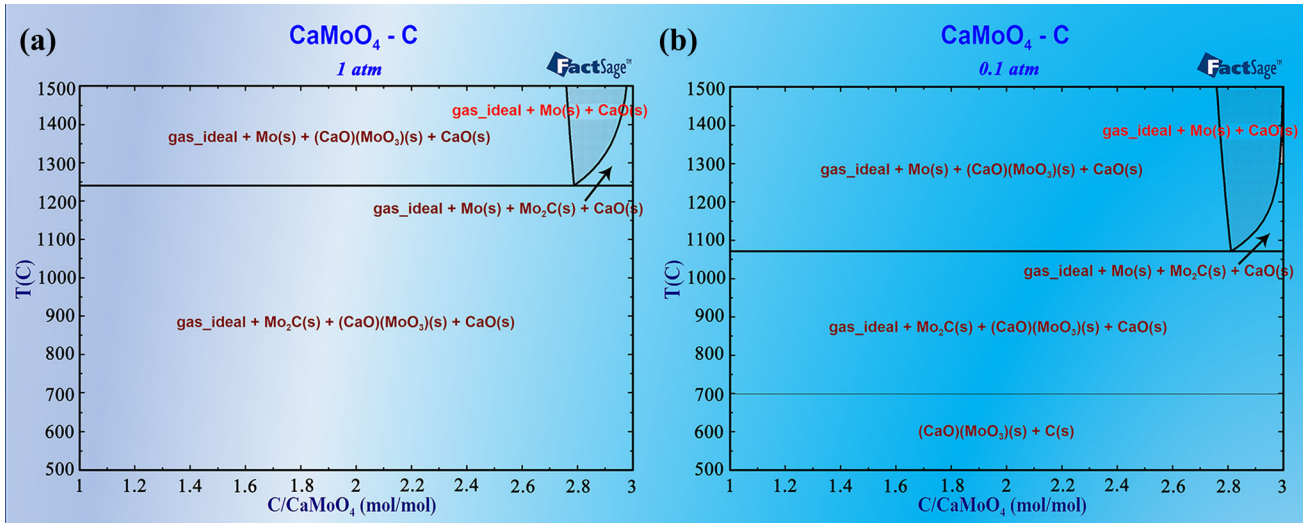 (a)
CaMoO₄ - C
1 atm
FactSage™
1500
1400
1300
1200
1100
1000
900
800
700
600
500
T(C)
gas_ideal + Mo(s) + CaO(s)
gas_ideal + Mo(s) + (CaO)(MoO₃)(s) + CaO(s)
gas_ideal + Mo(s) + Mo₂C(s) + CaO(s)
gas_ideal + Mo₂C(s) + (CaO)(MoO₃)(s) + CaO(s)
1 1.2 1.4 1.6 1.8 2 2.2 2.4 2.6 2.8 3
C/CaMoO₄ (mol/mol)
(b)
CaMoO₄ - C
0.1 atm
FactSage™
1500
1400
1300
1200
1100
1000
900
800
700
600
500
T(C)
gas_ideal + Mo(s) + CaO(s)
gas_ideal + Mo(s) + (CaO)(MoO₃)(s) + CaO(s)
gas_ideal + Mo(s) + Mo₂C(s) + CaO(s)
gas_ideal + Mo₂C(s) + (CaO)(MoO₃)(s) + CaO(s)
(CaO)(MoO₃)(s) + C(s)
1 1.2 1.4 1.6 1.8 2 2.2 2.4 2.6 2.8 3
C/CaMoO₄ (mol/mol)